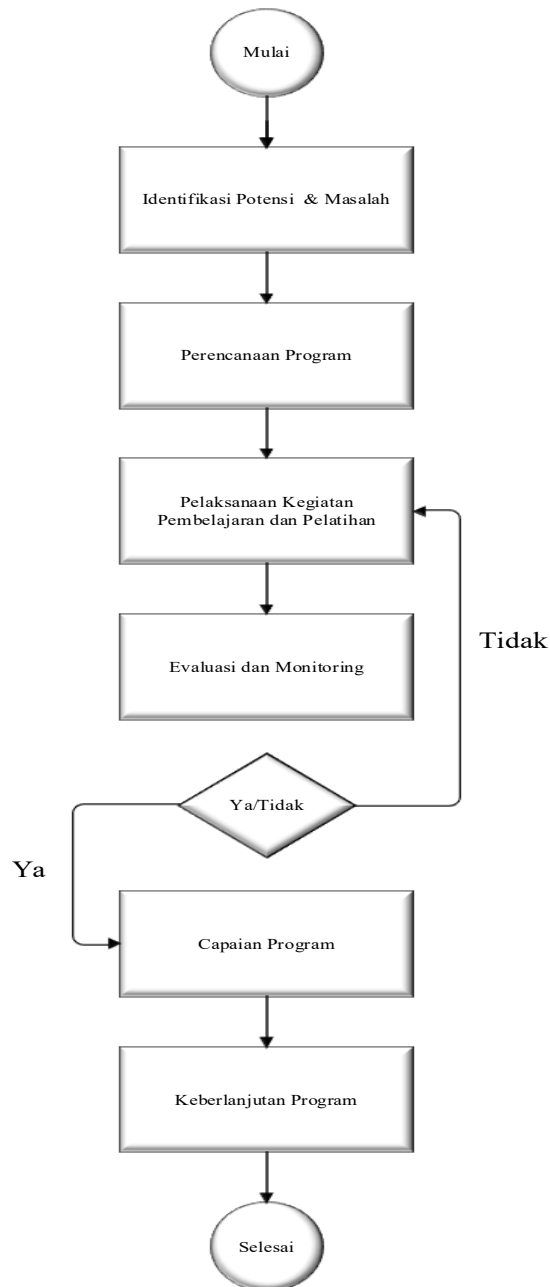 Mulai
Identifikasi Potensi & Masalah
Perencanaan Program
Pelaksanaan Kegiatan
Pembelajaran dan Pelatihan
Evaluasi dan Monitoring
Tidak
Ya/Tidak
Ya
Capaian Program
Keberlanjutan Program
Selesai